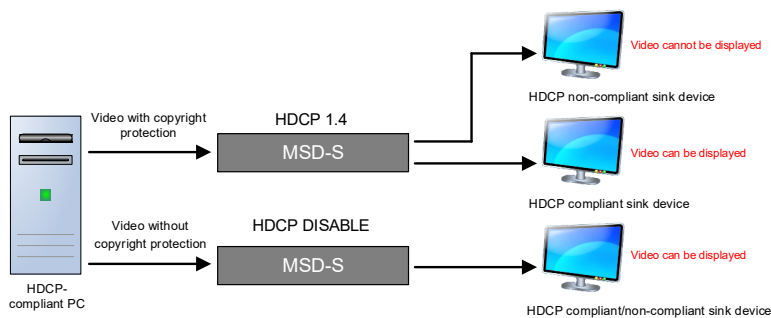 Video cannot be displayed
HDCP non-compliant sink device
Video with copyright
protection
HDCP 1.4
MSD-S
Video can be displayed
HDCP compliant sink device
Video without
copyright protection
HDCP DISABLE
MSD-S
Video can be displayed
HDCP-
compliant PC
HDCP compliant/non-compliant sink device